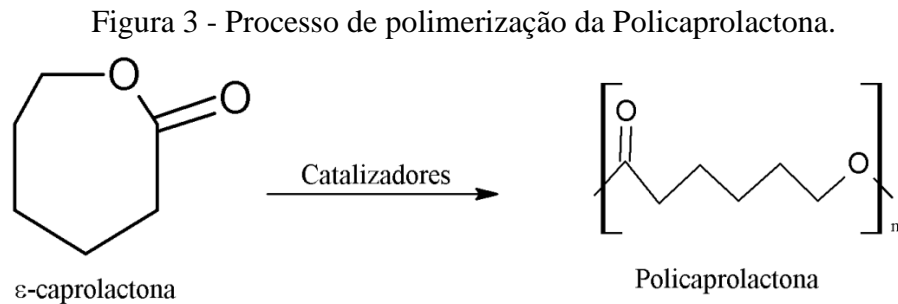 Figura 3 - Processo de polimerização da Policaprolactona.
O
O
Catalizadores
O
O
n
ε-caprolactona
Policaprolactona